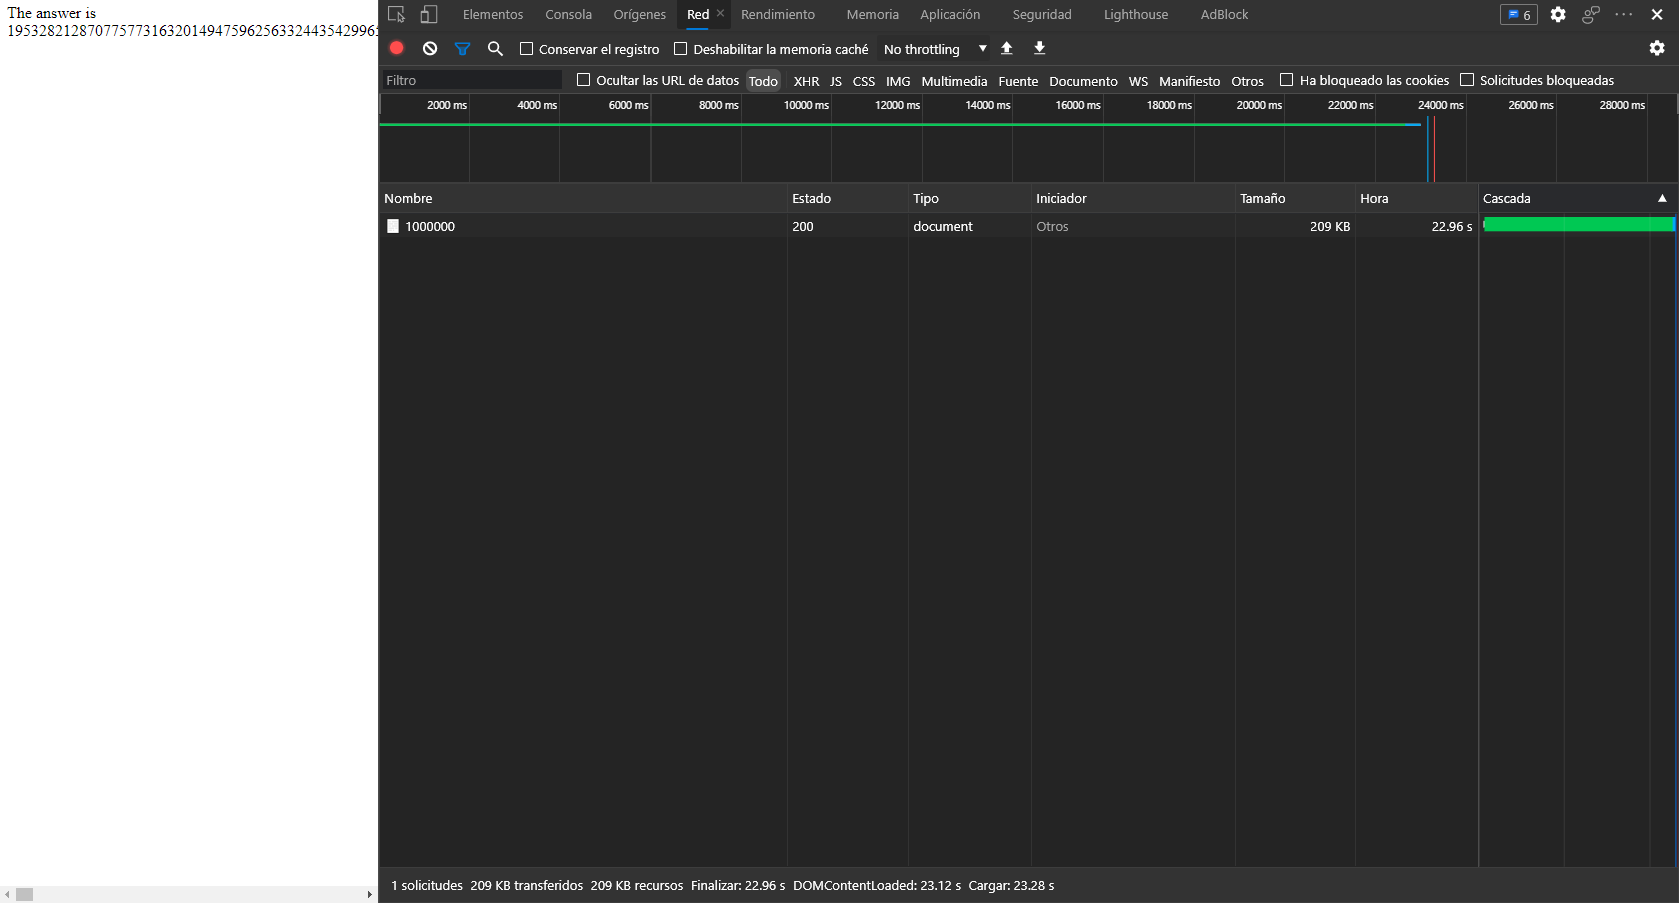 The answer is
19532821287077577316320149475962563324435429965
Elementos Consola Orígenes Red Rendimiento Memoria Aplicación Seguridad Lighthouse AdBlock 6
Conservar el registro Deshabilitar la memoria caché No throttling
Filtro Ocultar las URL de datos Todo XHR JS CSS IMG Multimedia Fuente Documento WS Manifiesto Otros Ha bloqueado las cookies Solicitudes bloqueadas
2000 ms 4000 ms 6000 ms 8000 ms 10000 ms 12000 ms 14000 ms 16000 ms 18000 ms 20000 ms 22000 ms 24000 ms 26000 ms 28000 ms
Nombre Estado Tipo Iniciador Tamaño Hora Cascada
1000000 200 document Otros 209 KB 22.96 s
1 solicitudes 209 KB transferidos 209 KB recursos Finalizar: 22.96 s DOMContentLoaded: 23.12 s Cargar: 23.28 s